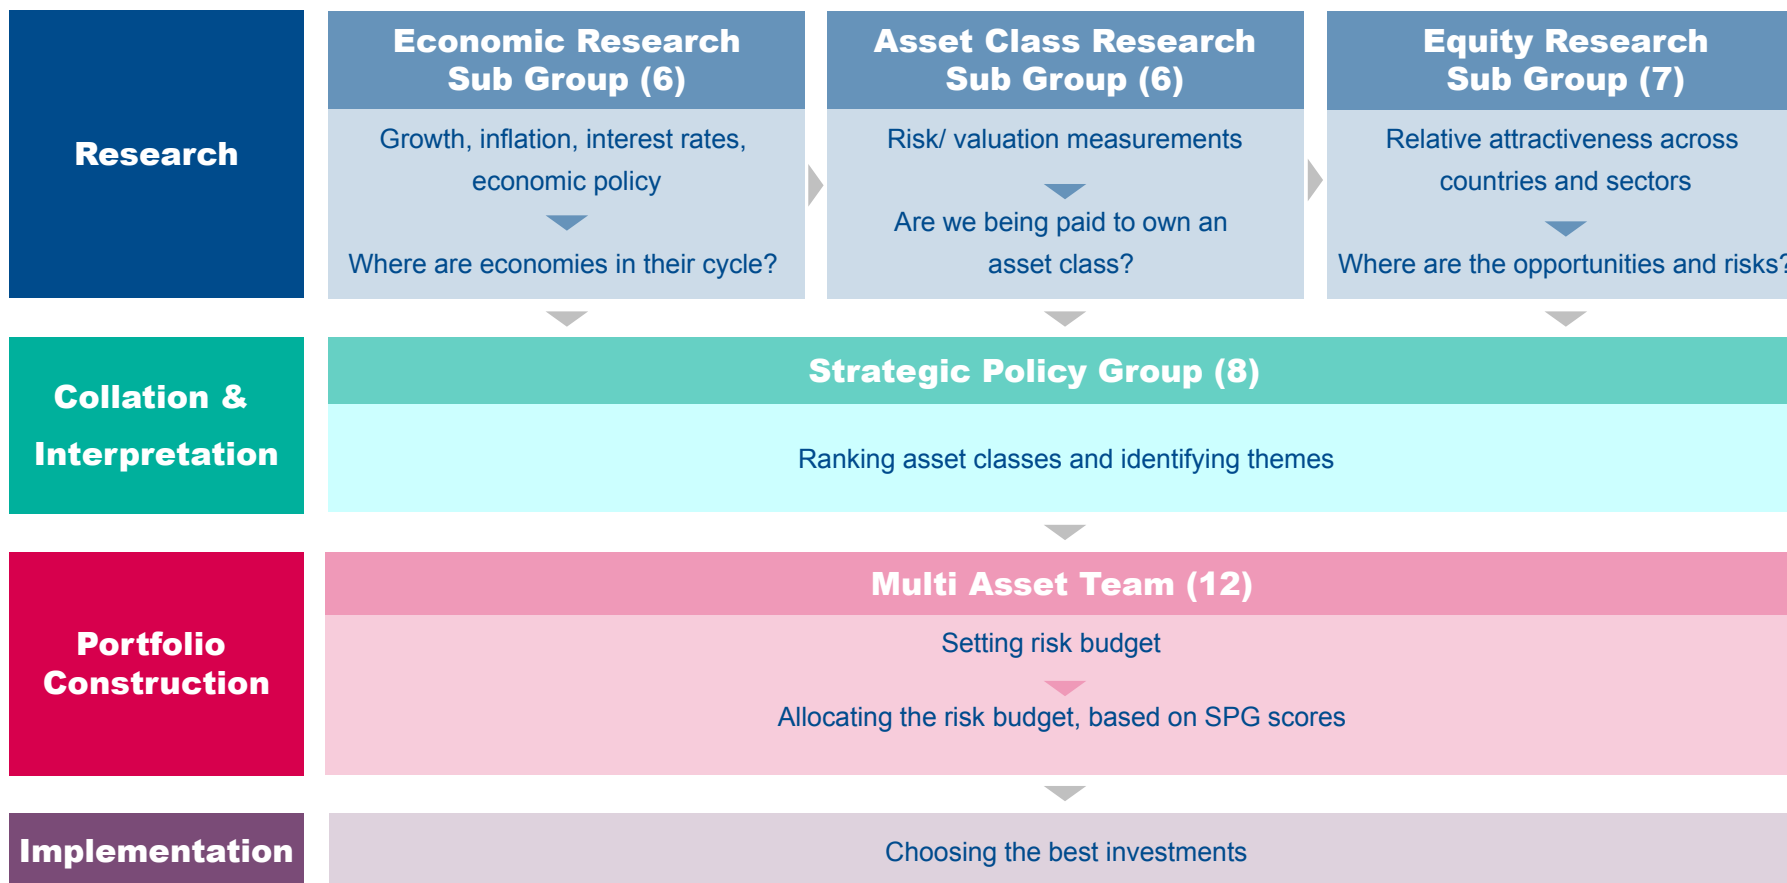 Research
Economic Research
Sub Group (6)
Growth, inflation, interest rates,
economic policy
Where are economies in their cycle?
Asset Class Research
Sub Group (6)
Risk/ valuation measurements
Are we being paid to own an
asset class?
Equity Research
Sub Group (7)
Relative attractiveness across
countries and sectors
Where are the opportunities and risks?
Collation &
Interpretation
Strategic Policy Group (8)
Ranking asset classes and identifying themes
Portfolio
Construction
Multi Asset Team (12)
Setting risk budget
Allocating the risk budget, based on SPG scores
Implementation
Choosing the best investments